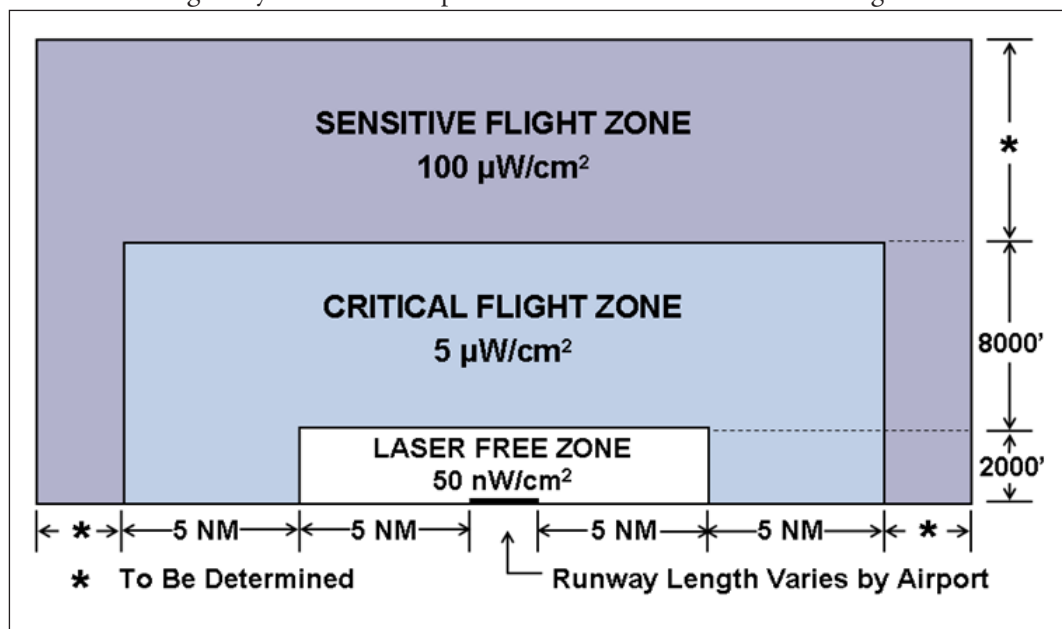 SENSITIVE FLIGHT ZONE
100 µW/cm²
*
CRITICAL FLIGHT ZONE
5 µW/cm²
8000'
LASER FREE ZONE
50 nW/cm²
2000'
* 5 NM 5 NM 5 NM 5 NM *
* To Be Determined
Runway Length Varies by Airport